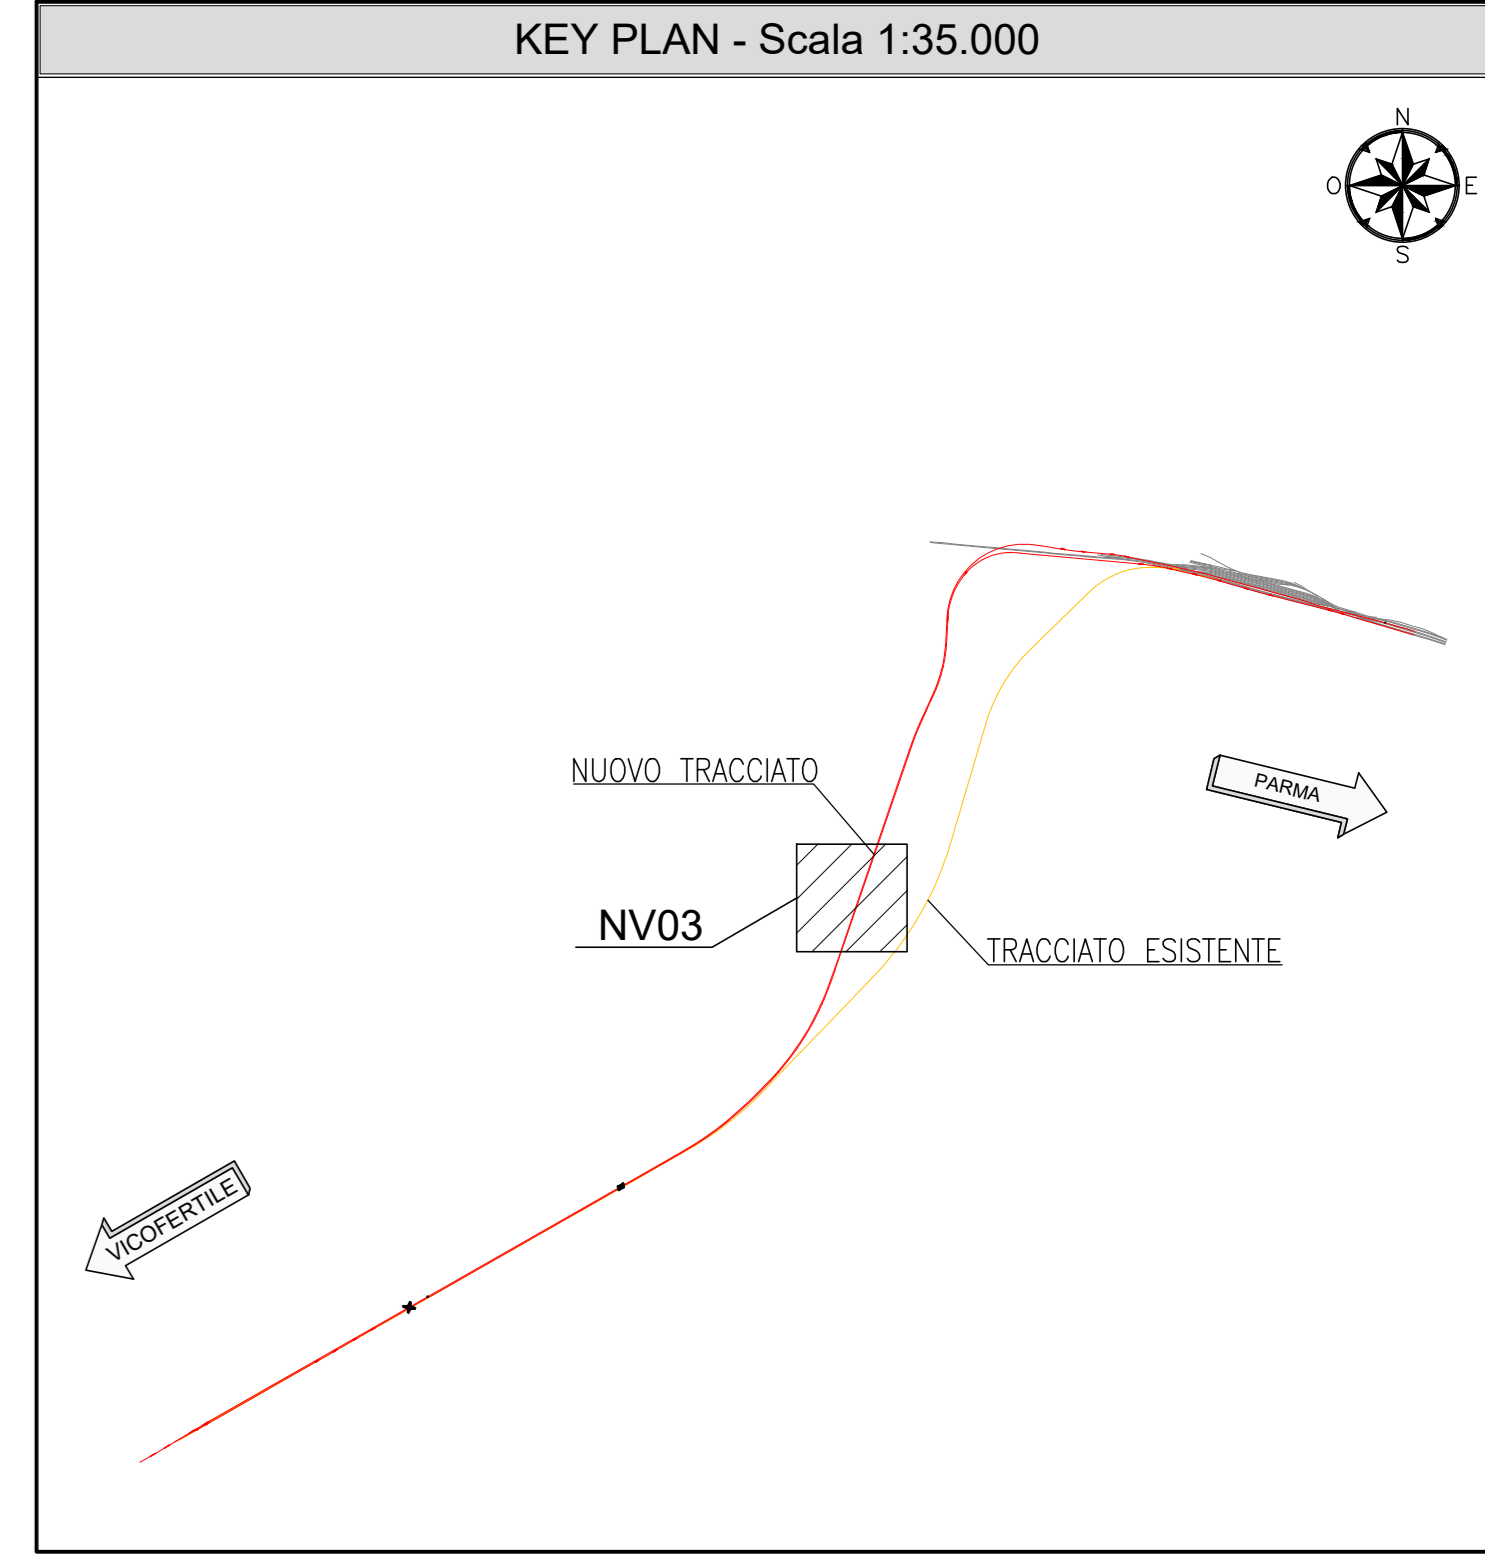 KEY PLAN - Scala 1:35.000
N
O
E
S
NUOVO TRACCIATO
PARMA
NV03
TRACCIATO ESISTENTE
VICOFERTILE